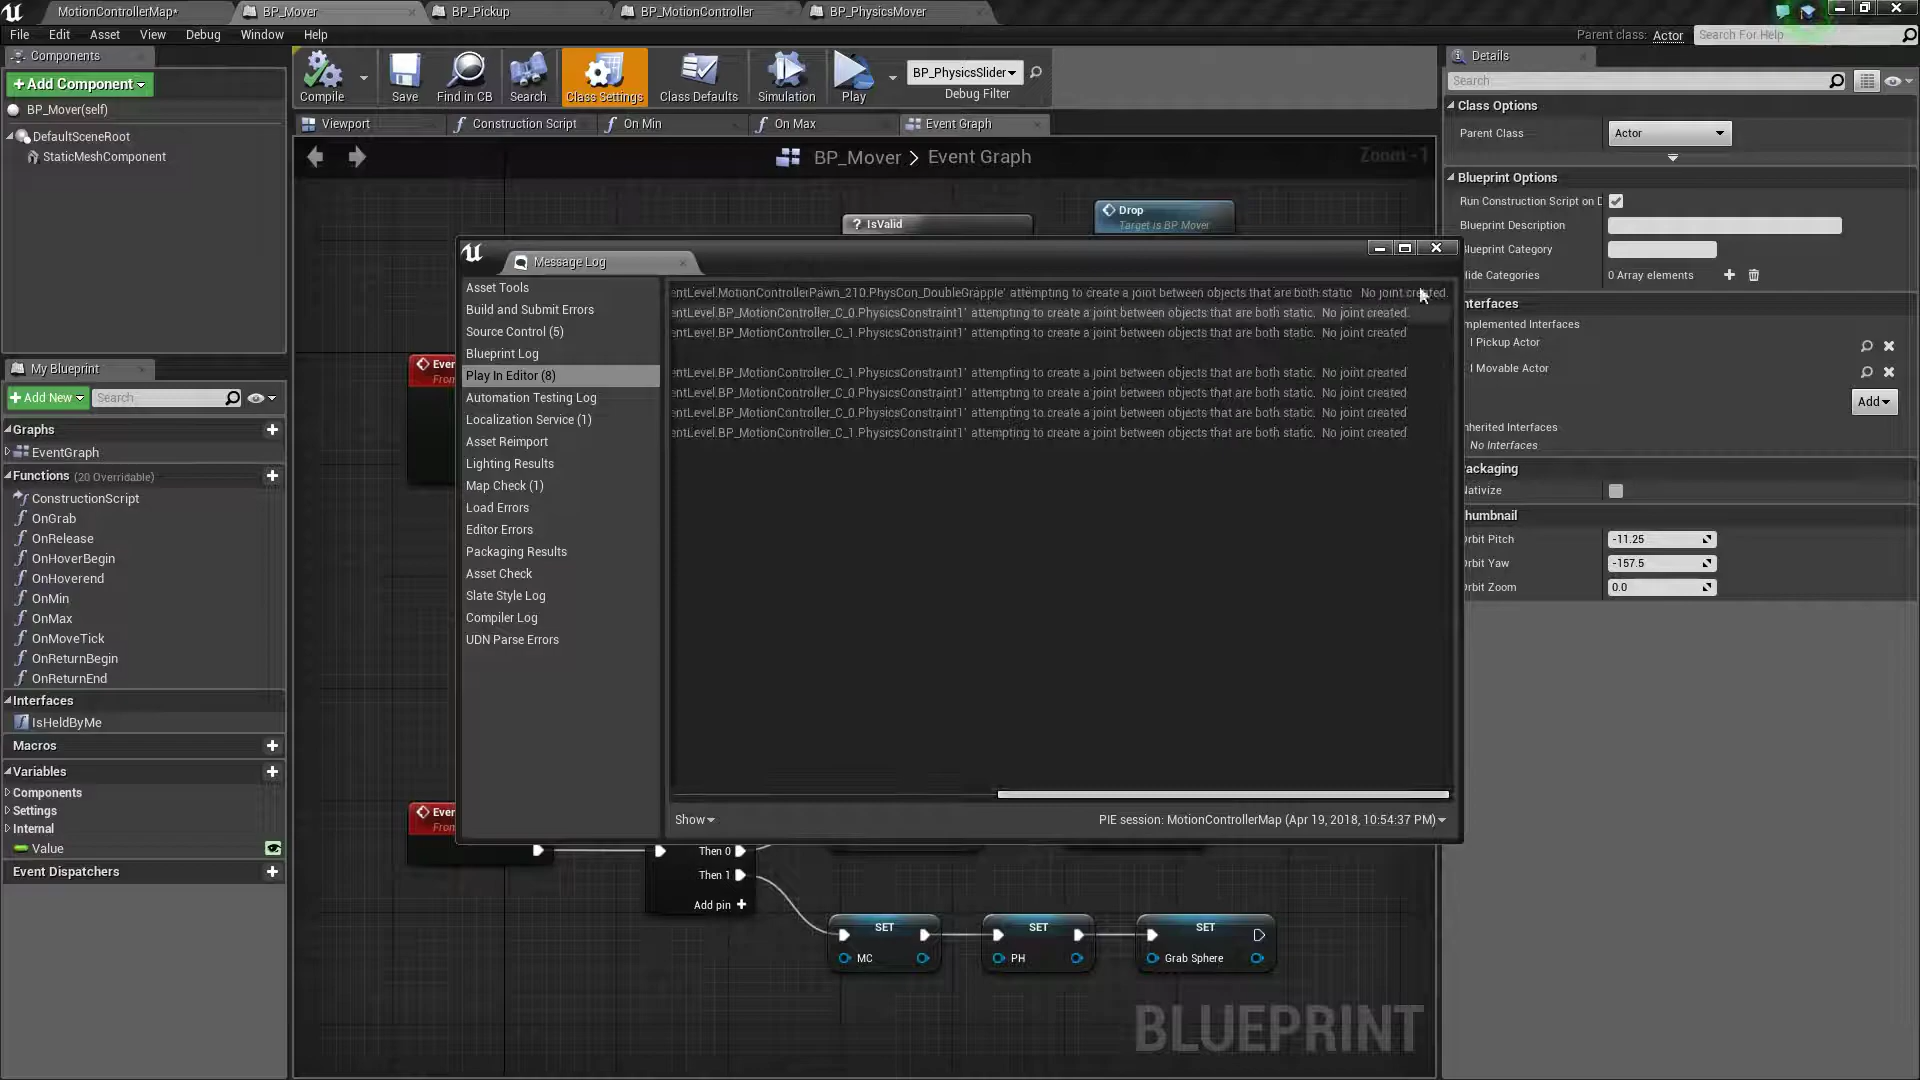 MotionControllerMap*
BP_Mover
BP_Pickup
BP_MotionController
BP_PhysicsMover
File Edit Asset View Debug Window Help
Parent class: Actor
Search For Help
Components
+Add Component
BP_Mover(self)
DefaultSceneRoot
StaticMeshComponent
Compile
Save
Find in CB
Search
Class Settings
Class Defaults
Simulation
Play
BP_PhysicsSlider
Debug Filter
Viewport
Construction Script
On Min
On Max
Event Graph
BP_Mover > Event Graph
Zoom -1
? IsValid
Drop
Target is BP Mover
Even
From
Message Log
Asset Tools
Build and Submit Errors
Source Control (5)
Blueprint Log
Play In Editor (8)
Automation Testing Log
Localization Service (1)
Asset Reimport
Lighting Results
Map Check (1)
Load Errors
Editor Errors
Packaging Results
Asset Check
Slate Style Log
Compiler Log
UDN Parse Errors
entLevel.MotionControllerPawn_210.PhysCon_DoubleGrapple' attempting to create a joint between objects that are both static No joint created.
entLevel.BP_MotionController_C_0.PhysicsConstraint1' attempting to create a joint between objects that are both static. No joint created.
entLevel.BP_MotionController_C_1.PhysicsConstraint1' attempting to create a joint between objects that are both static. No joint created
entLevel.BP_MotionController_C_1.PhysicsConstraint1' attempting to create a joint between objects that are both static. No joint created
entLevel.BP_MotionController_C_0.PhysicsConstraint1' attempting to create a joint between objects that are both static. No joint created
entLevel.BP_MotionController_C_0.PhysicsConstraint1' attempting to create a joint between objects that are both static. No joint created
entLevel.BP_MotionController_C_1.PhysicsConstraint1' attempting to create a joint between objects that are both static. No joint created
Show
PIE session: MotionControllerMap (Apr 19, 2018, 10:54:37 PM)
My Blueprint
+Add New
Search
Graphs
EventGraph
Functions (20 Overridable)
ConstructionScript
OnGrab
OnRelease
OnHoverBegin
OnHoverend
OnMin
OnMax
OnMoveTick
OnReturnBegin
OnReturnEnd
Interfaces
IsHeldByMe
Macros
Variables
Components
Settings
Internal
Value
Event Dispatchers
Even
From
Then 0
Then 1
Add pin +
SET
MC
SET
PH
SET
Grab Sphere
BLUEPRINT
Details
Search
Class Options
Parent Class
Actor
Blueprint Options
Run Construction Script on D
Blueprint Description
Blueprint Category
Hide Categories
0 Array elements
nterfaces
mplemented Interfaces
I Pickup Actor
I Movable Actor
Add
nherited Interfaces
No Interfaces
ackaging
Nativize
humbnail
Orbit Pitch
-11.25
Orbit Yaw
-157.5
Orbit Zoom
0.0